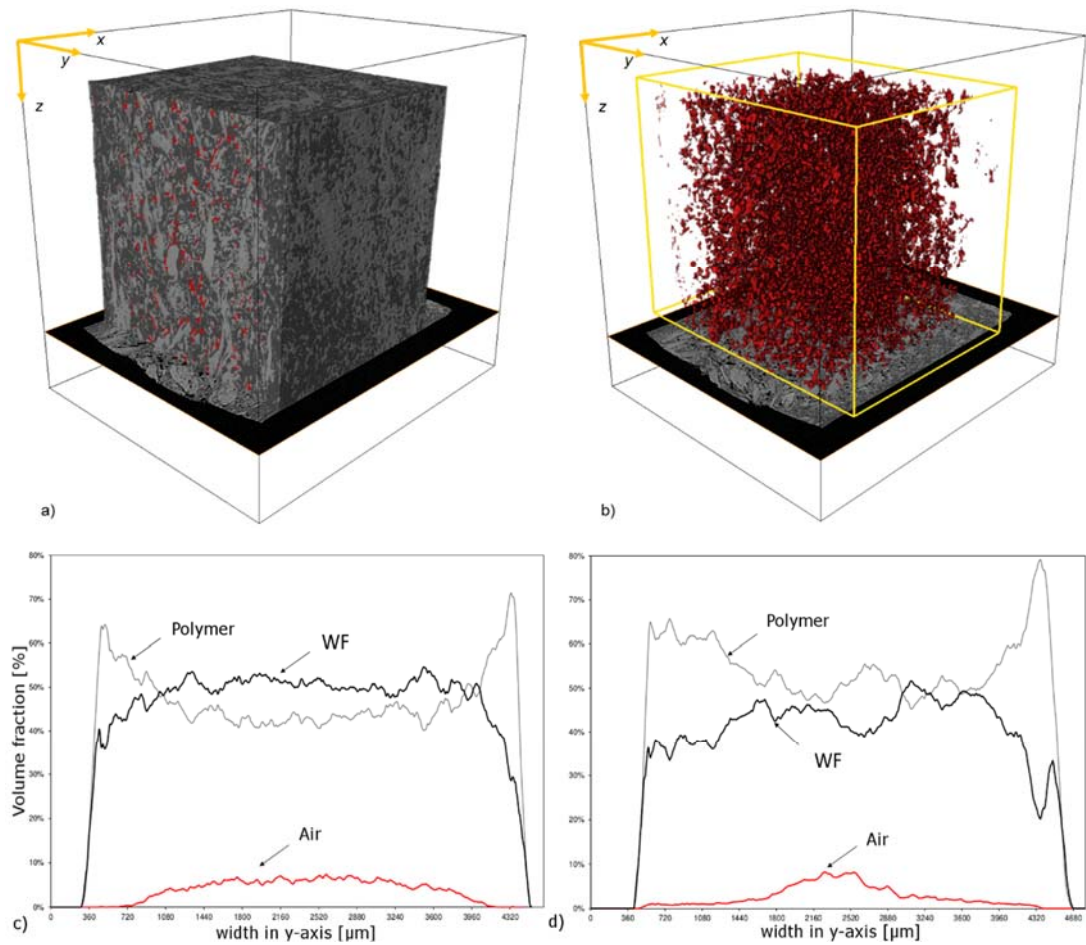 x
y
z
a)
x
y
z
b)
80%
70%
60%
50%
40%
30%
20%
10%
0%
Volume fraction [%]
Polymer
WF
Air
0 360 720 1080 1440 1800 2160 2520 2880 3240 3600 3960 4320
c)
width in y-axis [µm]
80%
70%
60%
50%
40%
30%
20%
10%
0%
Polymer
WF
Air
0 360 720 1080 1440 1800 2160 2520 2880 3240 3600 3960 4320 4680
d)
width in y-axis [µm]